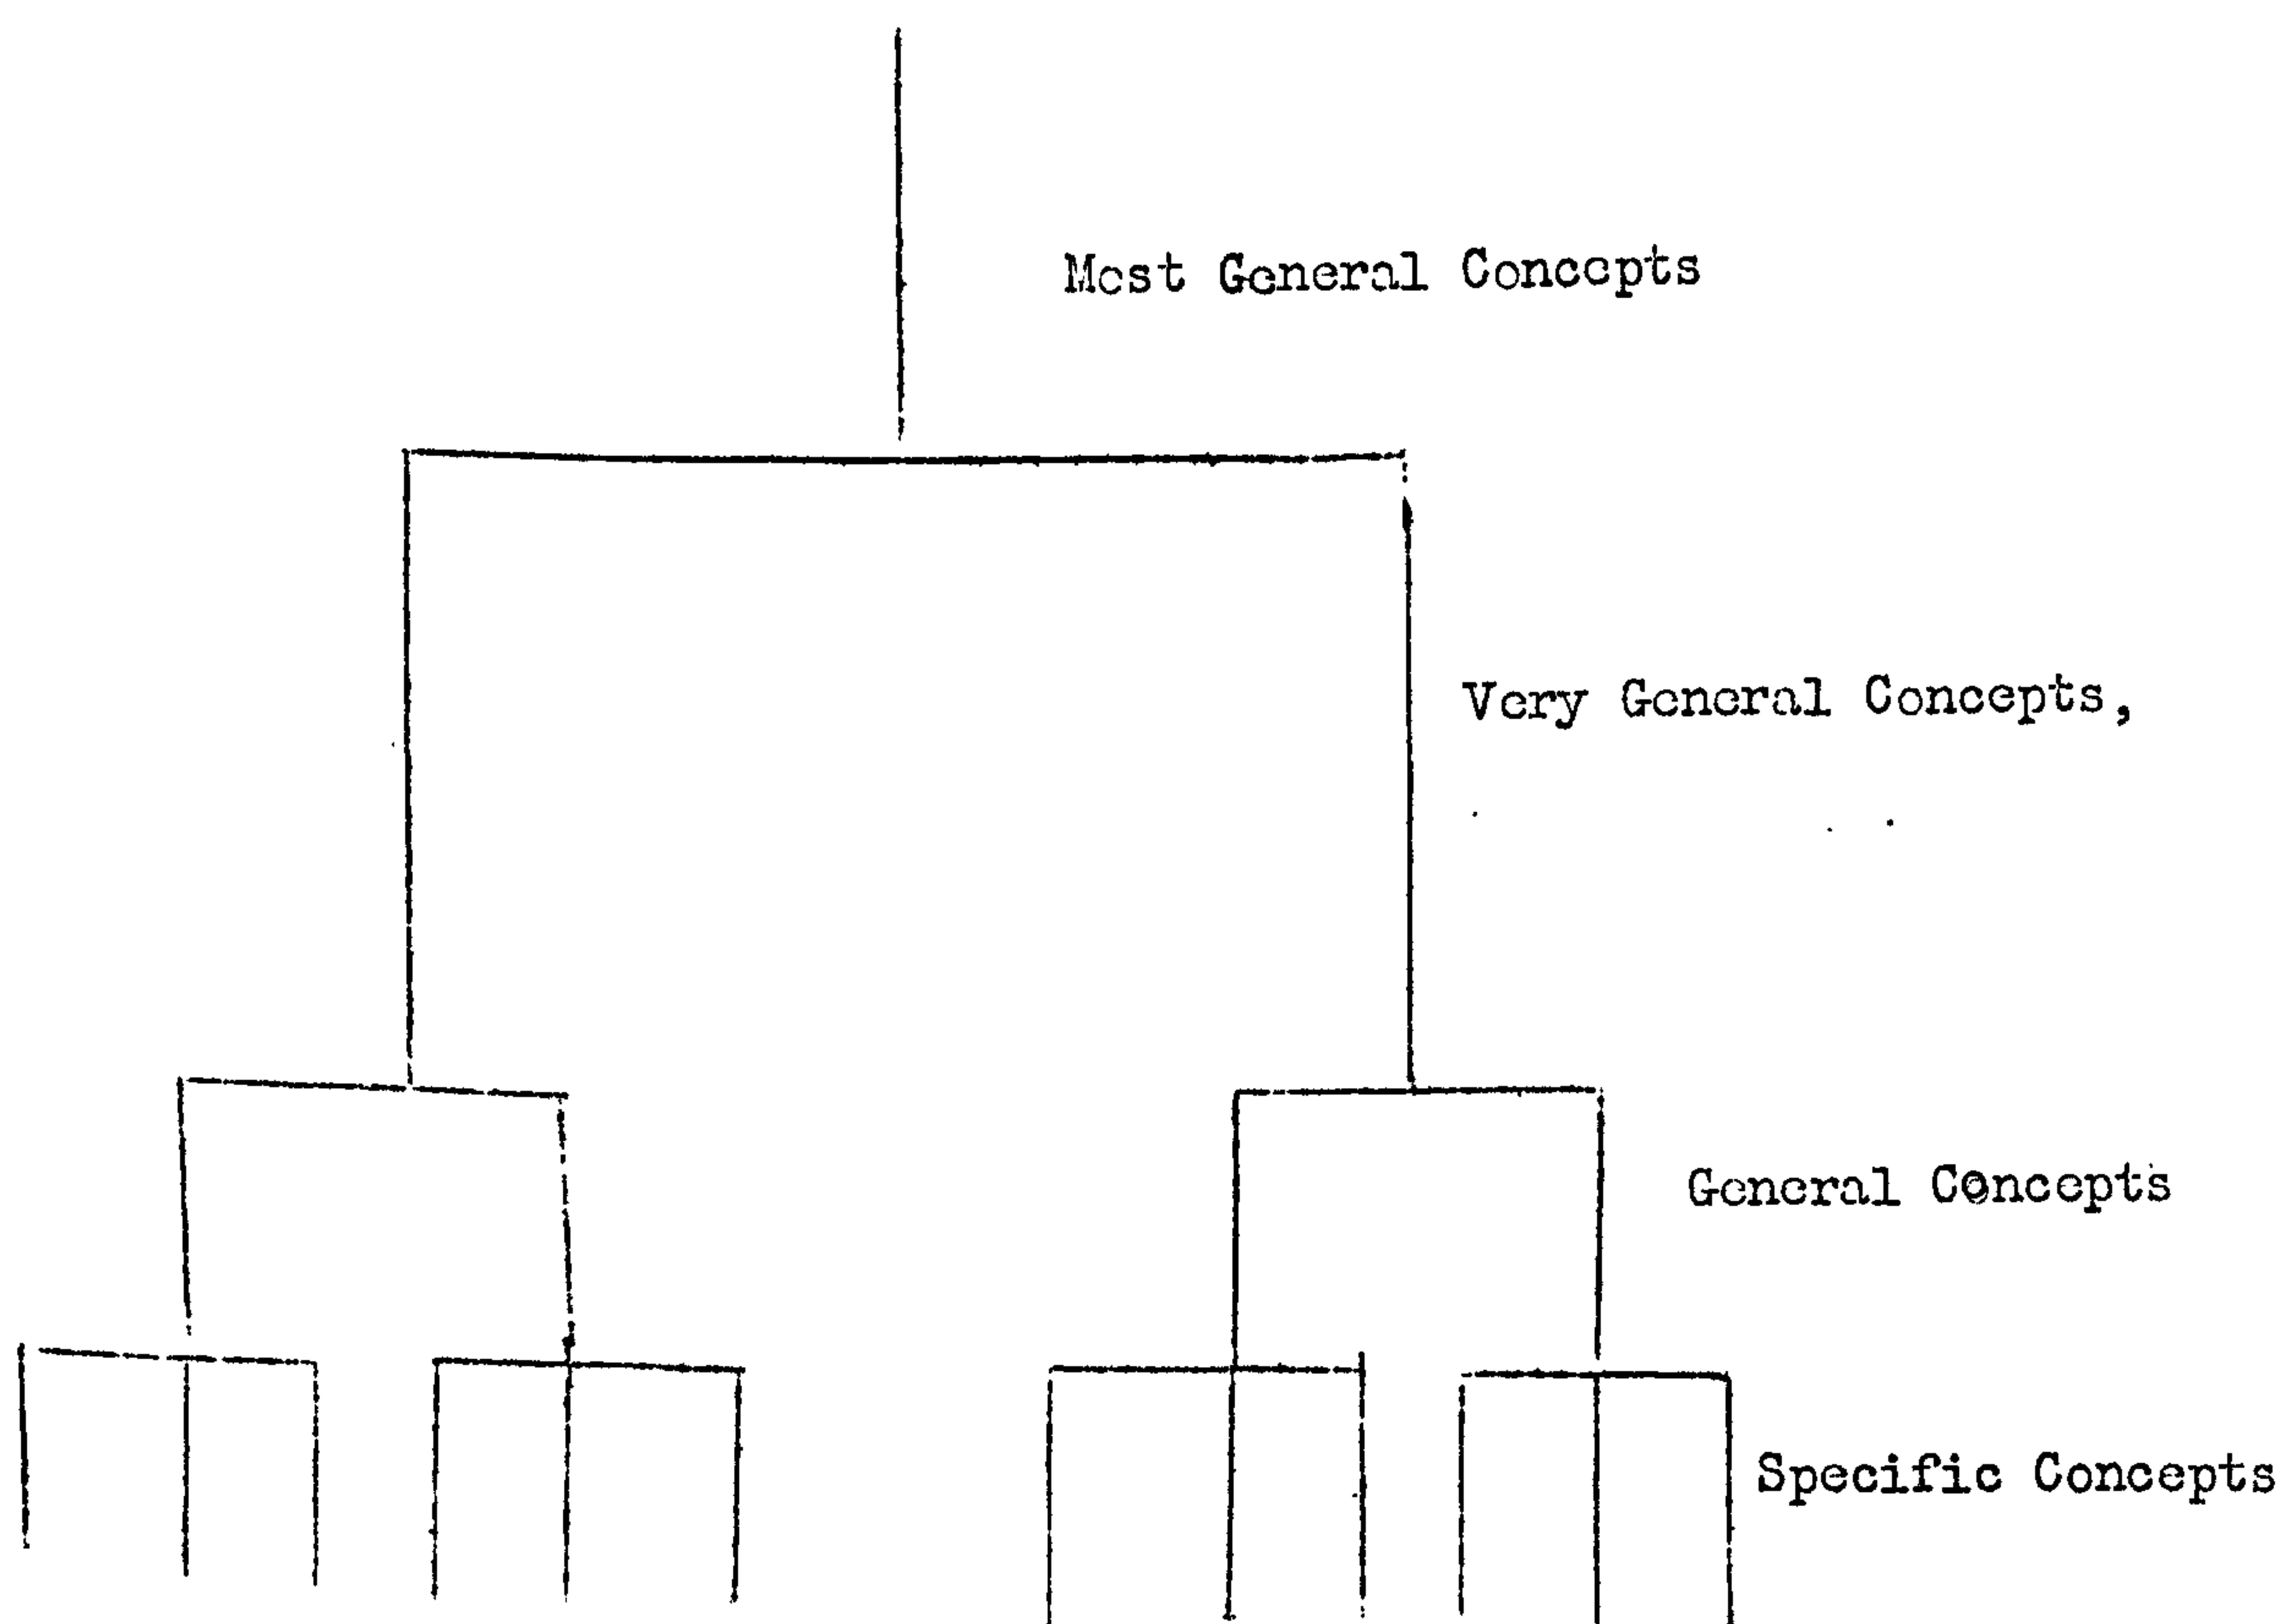 Most General Concepts
Very General Concepts,
General Concepts
Specific Concepts